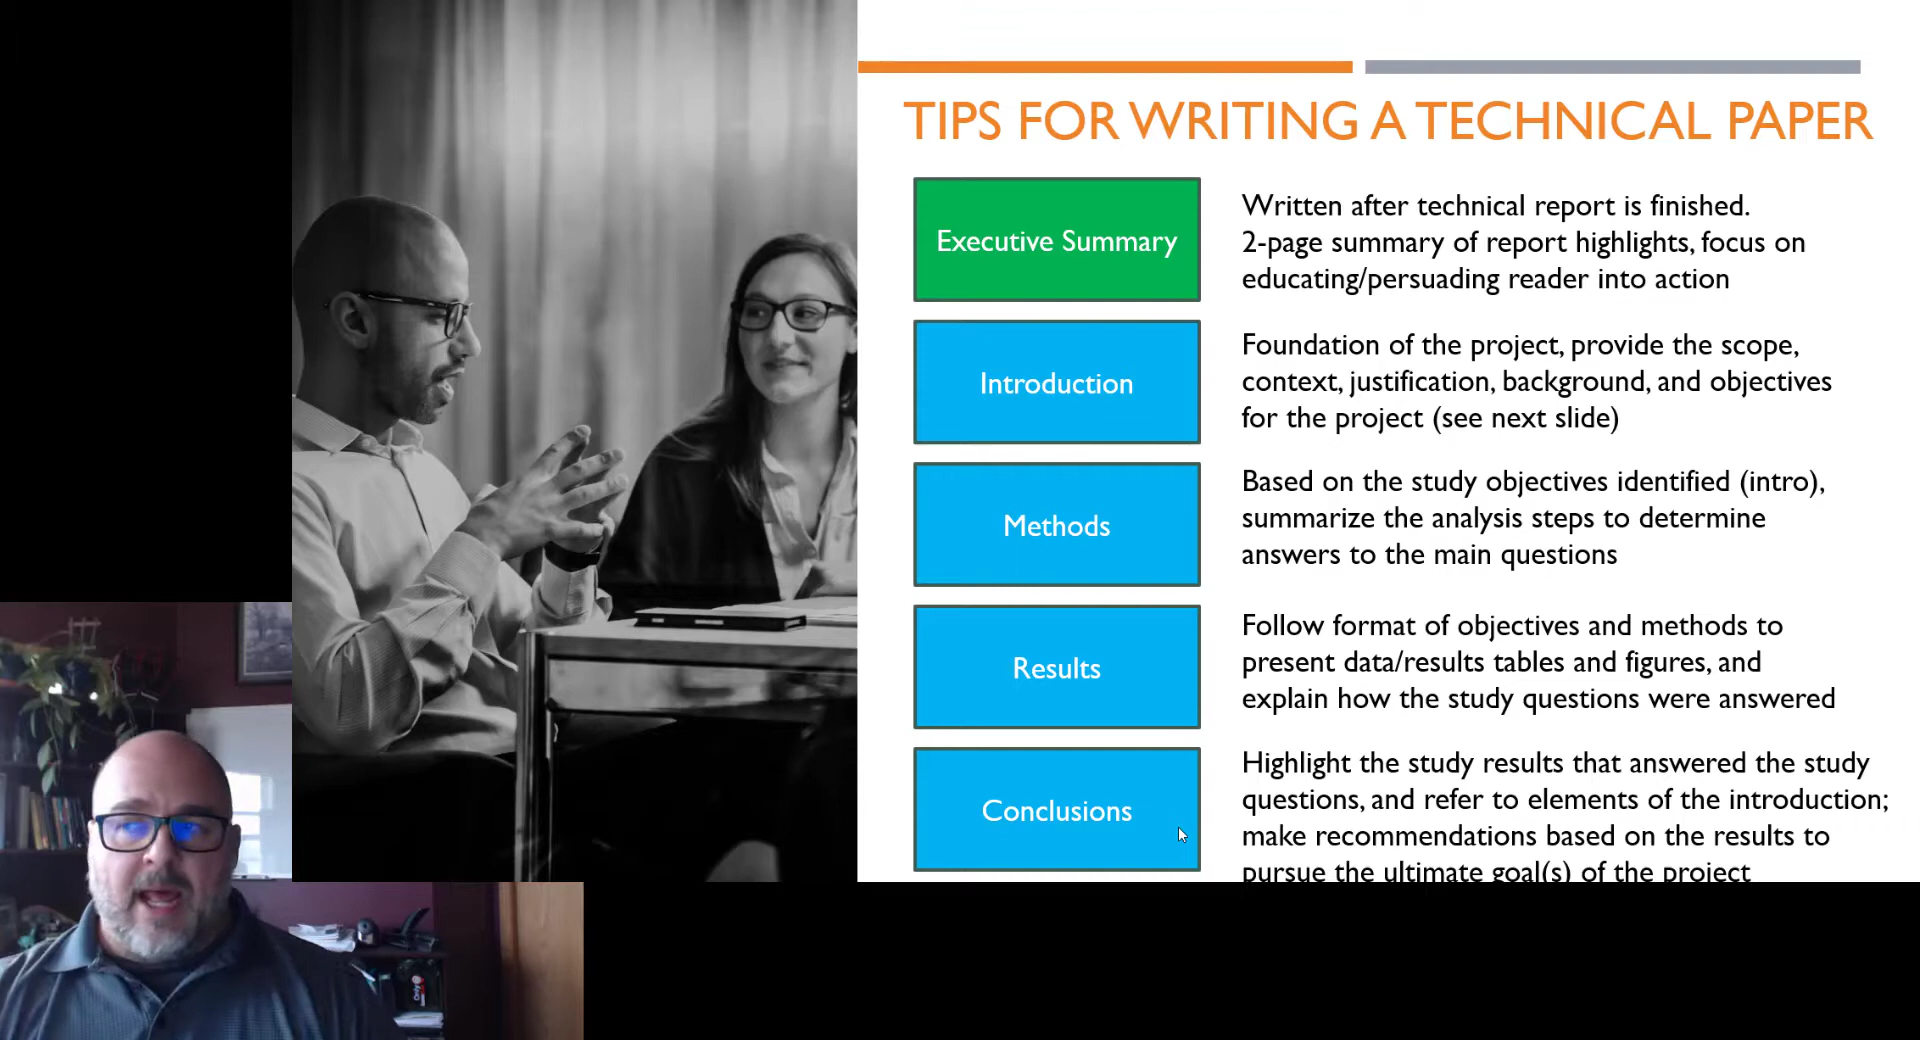 TIPS FOR WRITING A TECHNICAL PAPER
Executive Summary
Written after technical report is finished.
2-page summary of report highlights, focus on
educating/persuading reader into action
Introduction
Foundation of the project, provide the scope,
context, justification, background, and objectives
for the project (see next slide)
Methods
Based on the study objectives identified (intro),
summarize the analysis steps to determine
answers to the main questions
Results
Follow format of objectives and methods to
present data/results tables and figures, and
explain how the study questions were answered
Conclusions
Highlight the study results that answered the study
questions, and refer to elements of the introduction;
make recommendations based on the results to
pursue the ultimate goal(s) of the project